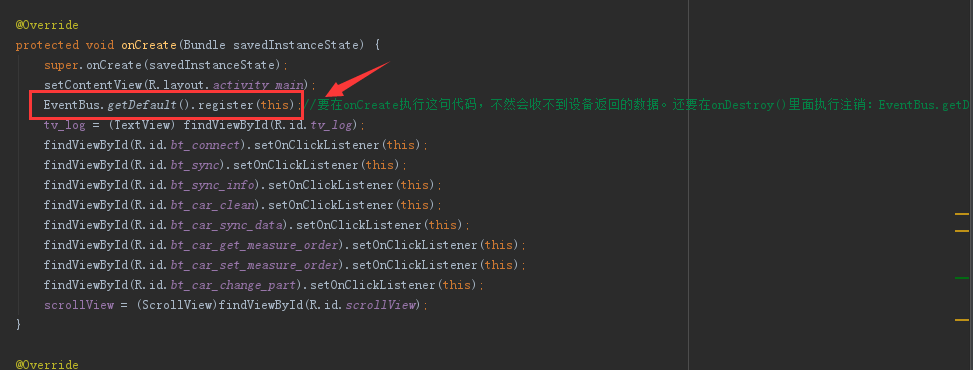 @Override
protected void onCreate(Bundle savedInstanceState) {
super.onCreate(savedInstanceState);
setContentView(R.layout.activity_main);
EventBus.getDefault().register(this);//要在onCreate执行这句代码，不然会收不到设备返回的数据。还要在onDestroy()里面执行注销：EventBus.getD
tv_log = (TextView) findViewById(R.id.tv_log);
findViewById(R.id.bt_connect).setOnClickListener(this);
findViewById(R.id.bt_sync).setOnClickListener(this);
findViewById(R.id.bt_sync_info).setOnClickListener(this);
findViewById(R.id.bt_car_clean).setOnClickListener(this);
findViewById(R.id.bt_car_sync_data).setOnClickListener(this);
findViewById(R.id.bt_car_get_measure_order).setOnClickListener(this);
findViewById(R.id.bt_car_set_measure_order).setOnClickListener(this);
findViewById(R.id.bt_car_change_part).setOnClickListener(this);
scrollView = (ScrollView)findViewById(R.id.scrollView);
}
@Override